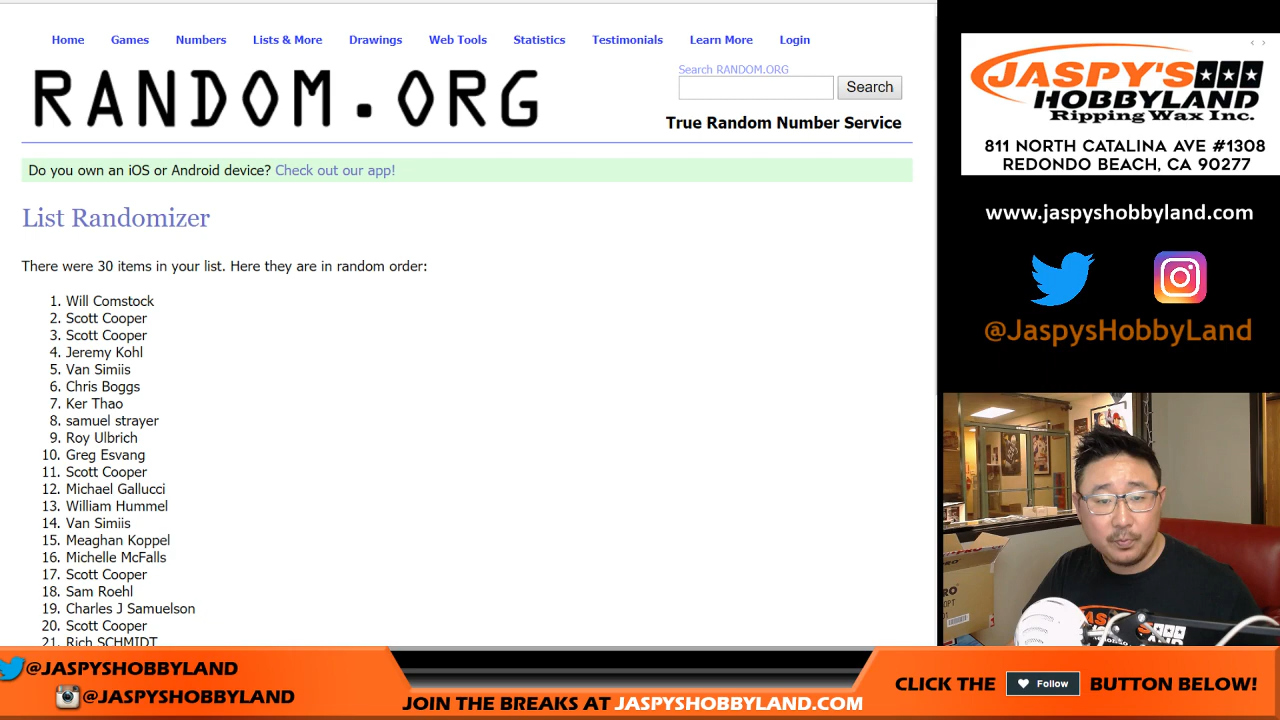 Home Games Numbers Lists & More Drawings Web Tools Statistics Testimonials Learn More Login
RANDOM.ORG
Search RANDOM.ORG
Search
True Random Number Service
Do you own an iOS or Android device? Check out our app!
List Randomizer
There were 30 items in your list. Here they are in random order:
1. Will Comstock
2. Scott Cooper
3. Scott Cooper
4. Jeremy Kohl
5. Van Simiis
6. Chris Boggs
7. Ker Thao
8. samuel strayer
9. Roy Ulbrich
10. Greg Esvang
11. Scott Cooper
12. Michael Gallucci
13. William Hummel
14. Van Simiis
15. Meaghan Koppel
16. Michelle McFalls
17. Scott Cooper
18. Sam Roehl
19. Charles J Samuelson
20. Scott Cooper
21. Rich SCHMIDT
JASPY'S
HOBBYLAND
Ripping Wax Inc.
811 NORTH CATALINA AVE #1308
REDONDO BEACH, CA 90277
www.jaspyshobbyland.com
@JaspysHobbyLand
JASPY'S
@JASPYSHOBBYLAND
@JASPYSHOBBYLAND
JOIN THE BREAKS AT JASPYSHOBBYLAND.COM
CLICK THE Follow BUTTON BELOW!